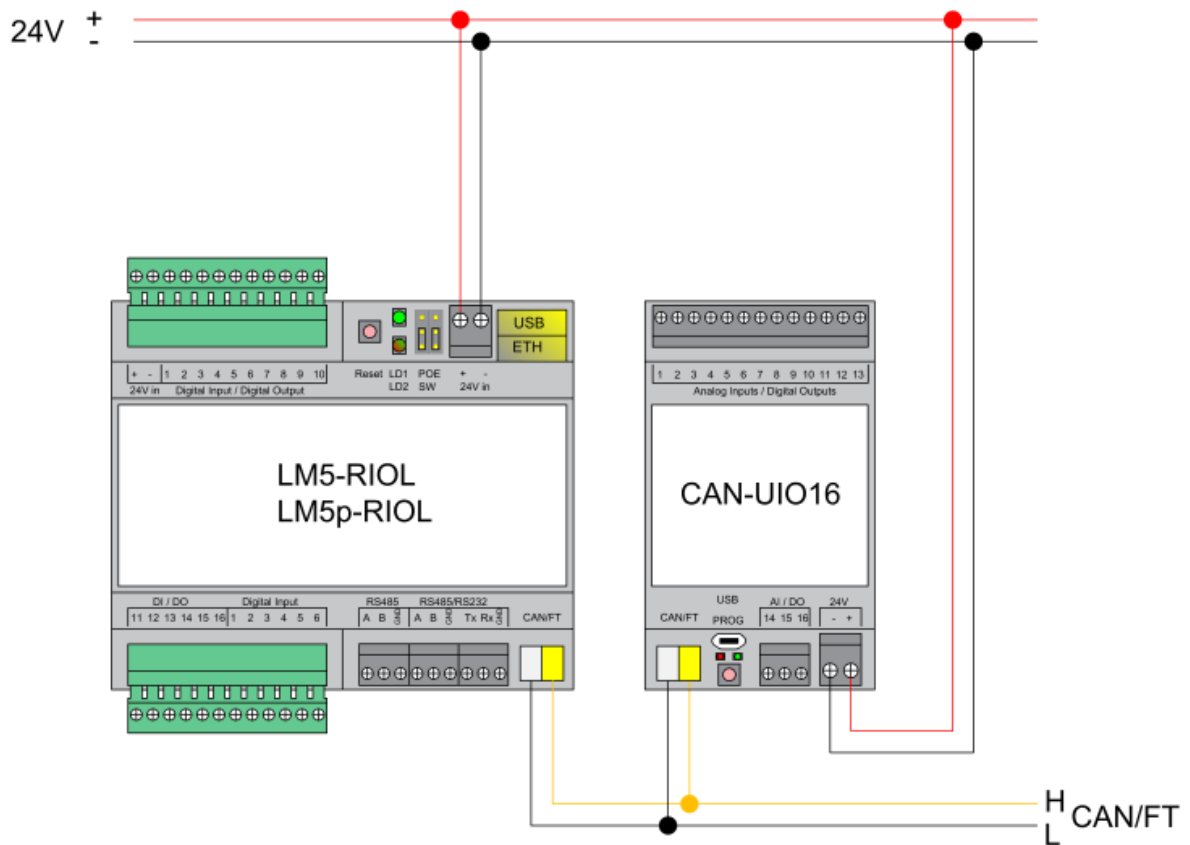 24V + -
USB
ETH
+ - 1 2 3 4 5 6 7 8 9 10
24V in Digital Input / Digital Output
Reset LD1 POE + -
LD2 SW 24V in
1 2 3 4 5 6 7 8 9 10 11 12 13
Analog Inputs / Digital Outputs
LM5-RIOL
LM5p-RIOL
CAN-UIO16
DI / DO Digital Input RS485 RS485/RS232
11 12 13 14 15 16 1 2 3 4 5 6 A B GND A B GND Tx Rx GND CAN/FT
USB AI / DO 24V
CAN/FT PROG 14 15 16 - +
H
L
CAN/FT